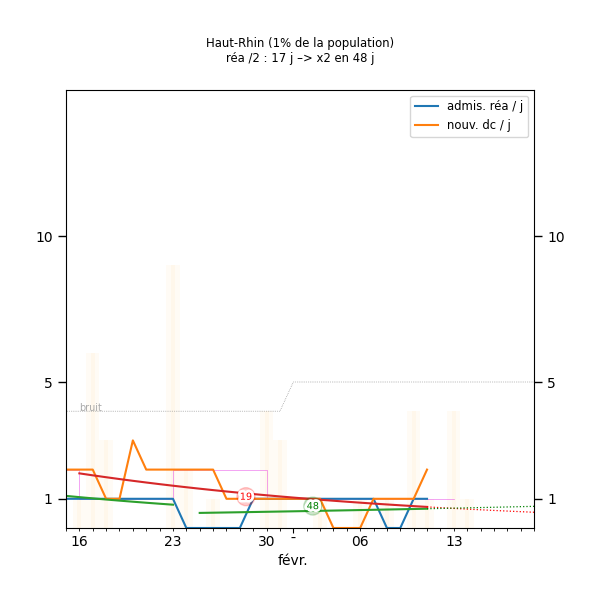 Haut-Rhin (1% de la population)
réa /2 : 17 j –> x2 en 48 j
admis. réa / j
nouv. dc / j
10
10
5
5
bruit
1
1
19
48
16
23
30
-
06
13
févr.